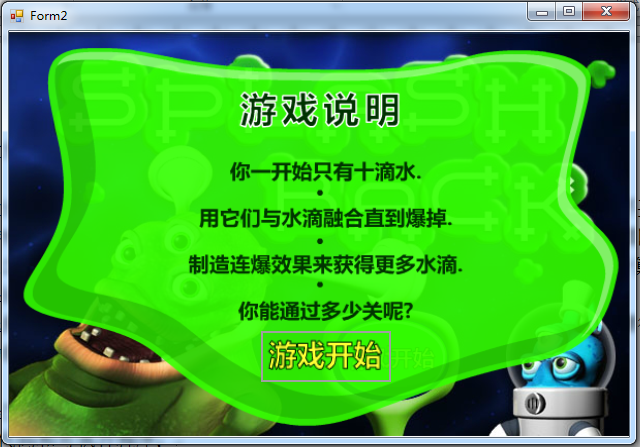 Form2
SPLASH
BACK
游戏说明
你一开始只有十滴水.
用它们与水滴融合直到爆掉.
制造连爆效果来获得更多水滴.
你能通过多少关呢?
游戏开始
开始